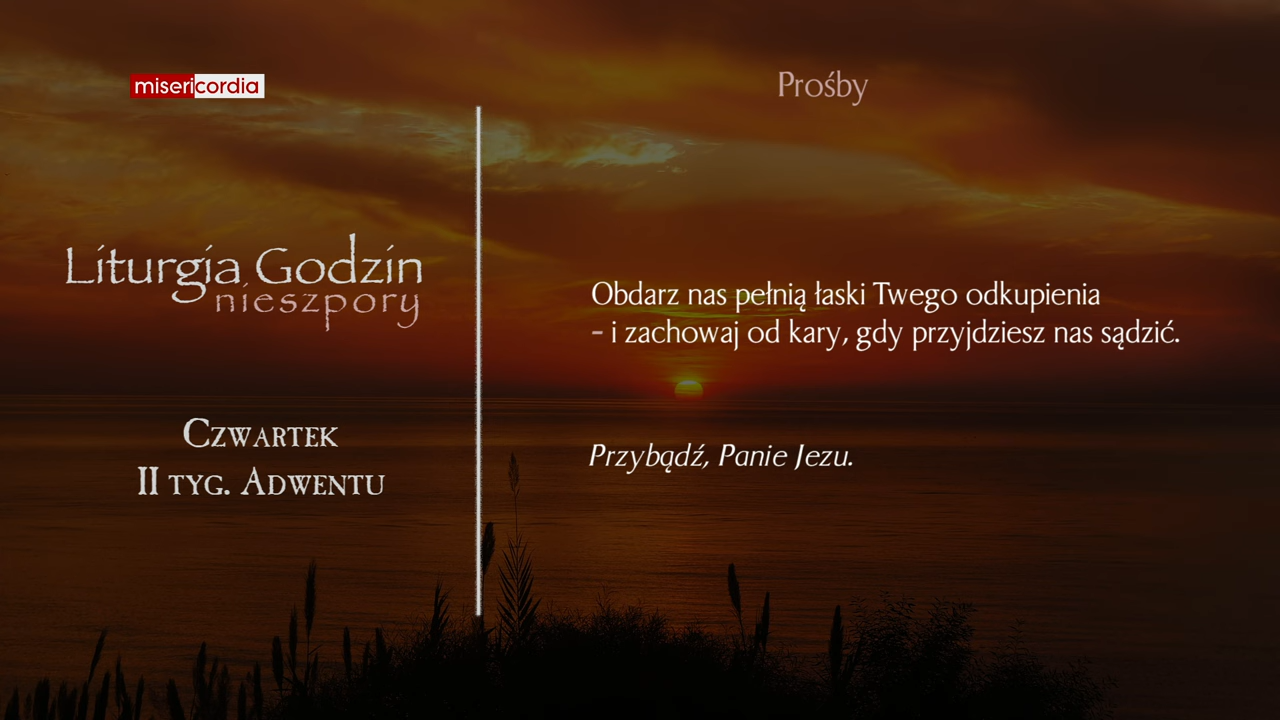 misericordia
Prośby
Liturgia Godzin
nieszpory
Obdarz nas pełnią łaski Twego odkupienia
– i zachowaj od kary, gdy przyjdziesz nas sądzić.
Czwartek
II tyg. Adwentu
Przybądź, Panie Jezu.